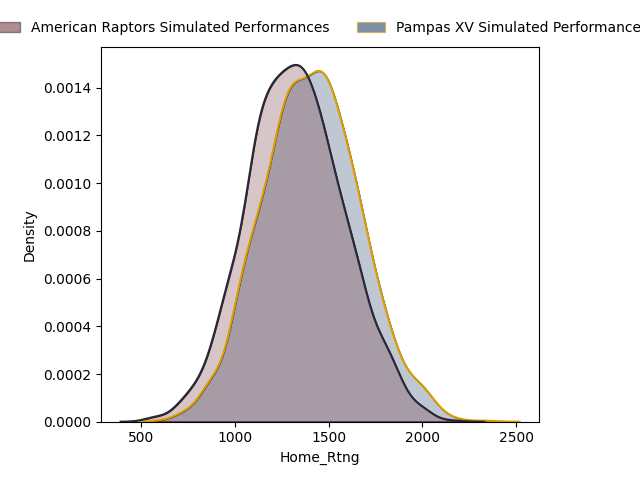 American Raptors Simulated Performances Pampas XV Simulated Performance
0.0014
0.0012
0.0010
0.0008
0.0006
0.0004
0.0002
0.0000
Density
500 1000 1500 2000 2500
Home_Rtng